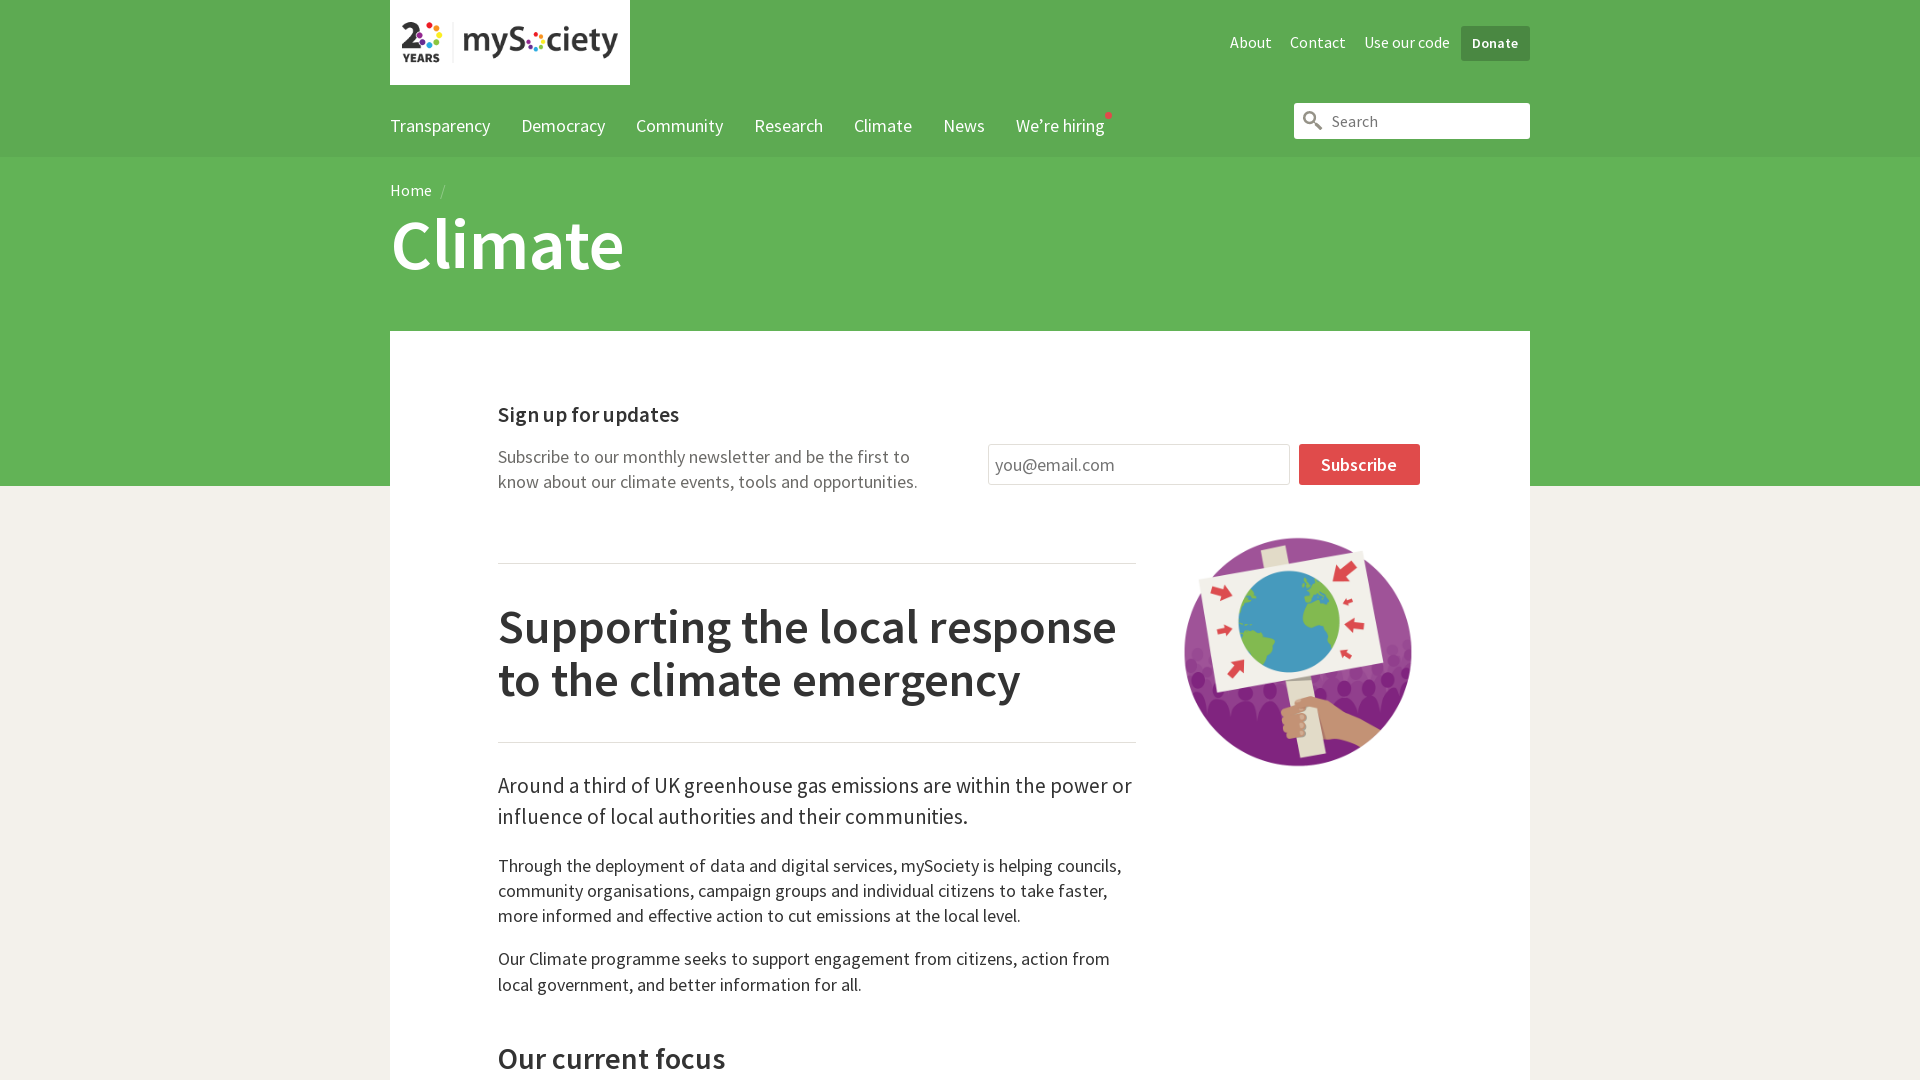 20 YEARS mySociety
About Contact Use our code Donate
Transparency Democracy Community Research Climate News We’re hiring Search
Home /
Climate
Sign up for updates
Subscribe to our monthly newsletter and be the first to
know about our climate events, tools and opportunities.
you@email.com Subscribe
Supporting the local response
to the climate emergency
Around a third of UK greenhouse gas emissions are within the power or
influence of local authorities and their communities.
Through the deployment of data and digital services, mySociety is helping councils,
community organisations, campaign groups and individual citizens to take faster,
more informed and effective action to cut emissions at the local level.
Our Climate programme seeks to support engagement from citizens, action from
local government, and better information for all.
Our current focus